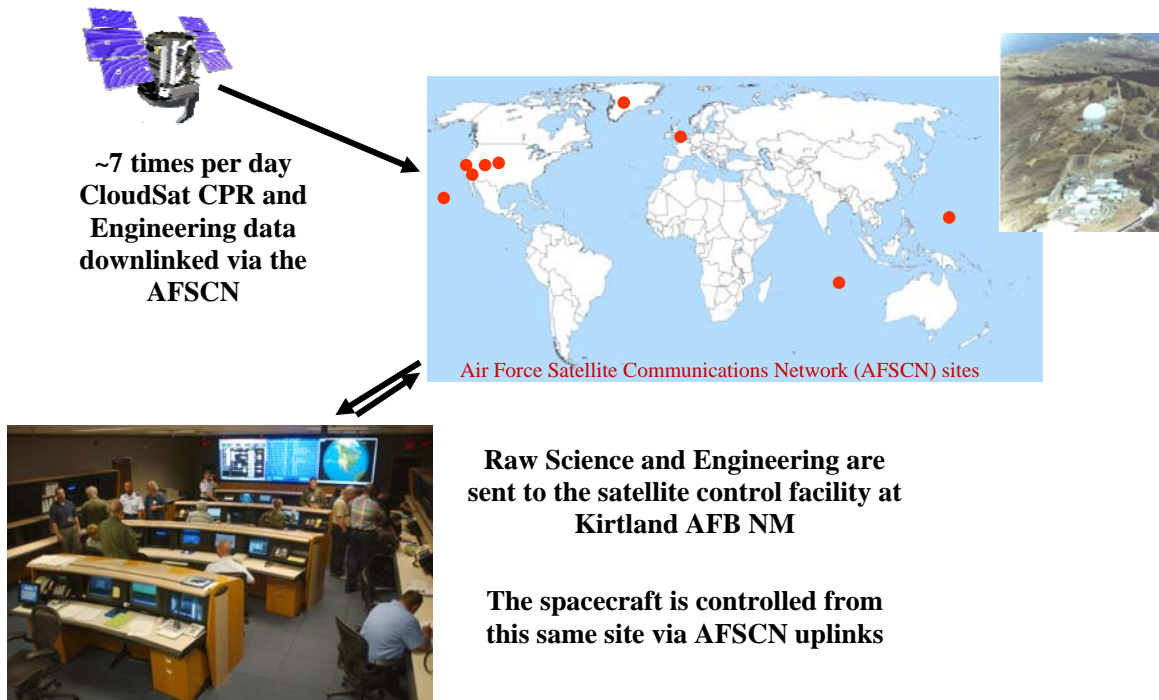 ~7 times per day
CloudSat CPR and
Engineering data
downlinked via the
AFSCN
Air Force Satellite Communications Network (AFSCN) sites
Raw Science and Engineering are
sent to the satellite control facility at
Kirtland AFB NM
The spacecraft is controlled from
this same site via AFSCN uplinks